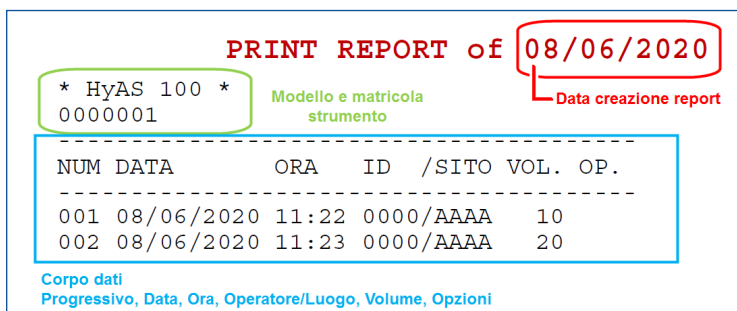 PRINT REPORT of 08/06/2020
* HyAS 100 *
0000001
Modello e matricola
strumento
Data creazione report
-----------------------------------------
NUM DATA ORA ID /SITO VOL. OP.
-----------------------------------------
001 08/06/2020 11:22 0000/AAAA 10
002 08/06/2020 11:23 0000/AAAA 20
Corpo dati
Progressivo, Data, Ora, Operatore/Luogo, Volume, Opzioni